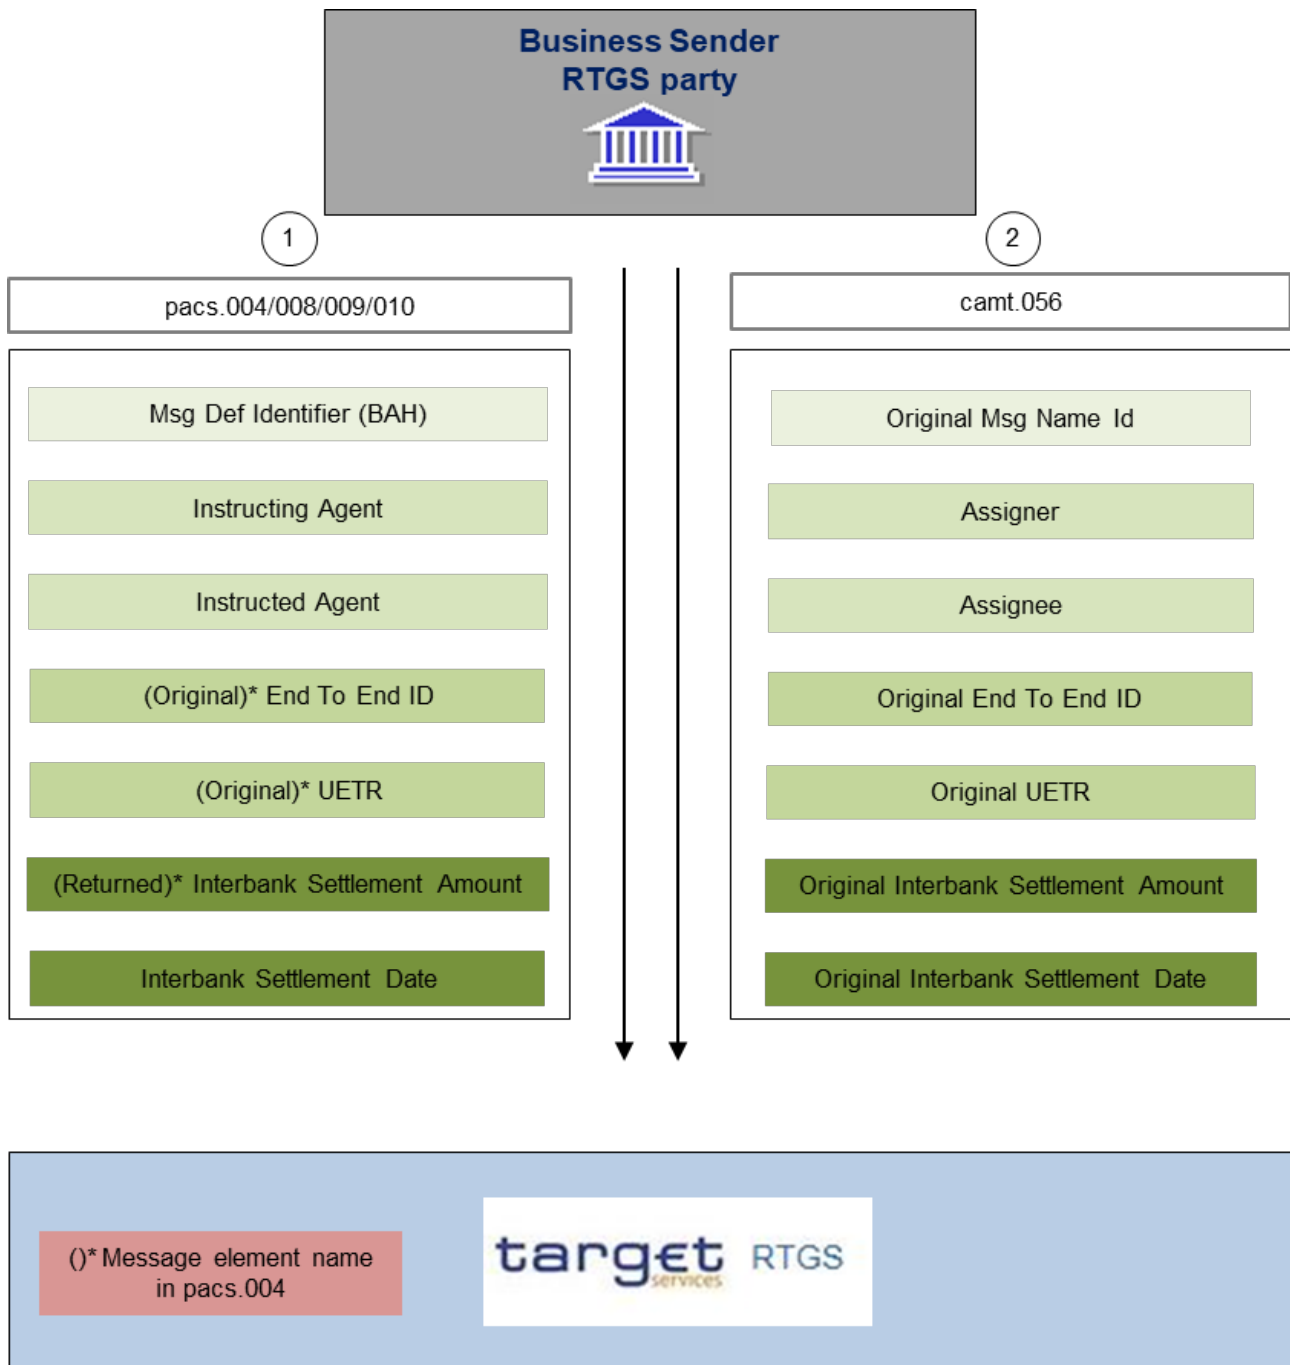 Business Sender
RTGS party
1
2
pacs.004/008/009/010
camt.056
Msg Def Identifier (BAH)
Original Msg Name Id
Instructing Agent
Assigner
Instructed Agent
Assignee
(Original)* End To End ID
Original End To End ID
(Original)* UETR
Original UETR
(Returned)* Interbank Settlement Amount
Original Interbank Settlement Amount
Interbank Settlement Date
Original Interbank Settlement Date
()* Message element name
in pacs.004
target RTGS
services